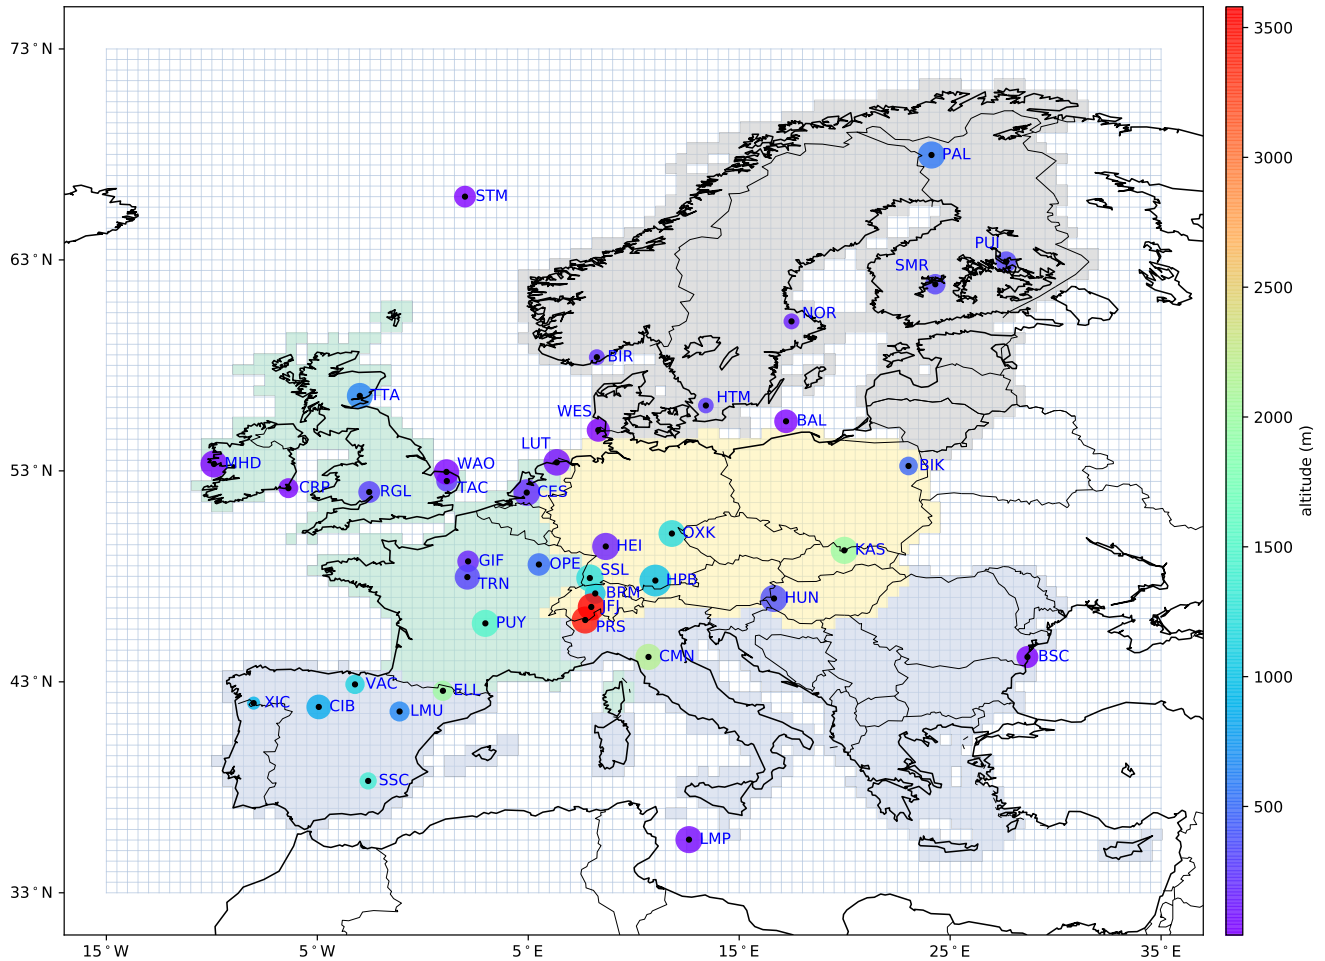 73°N
63°N
53°N
43°N
33°N
15°W
5°W
5°E
15°E
25°E
35°E
STM
PAL
PUI
SMR
NOR
BIR
TTA
HTM
WES
BAL
LUT
MHD
WAO
BIK
CRP
RGL
TAC
CES
OXK
HEI
KAS
GIF
OPE
SSL
TRN
HPB
BRM
HUN
JFJ
PUY
PRS
CMN
BSC
VAC
ELL
XIC
CIB
LMU
SSC
LMP
3500
3000
2500
2000
1500
1000
500
altitude (m)